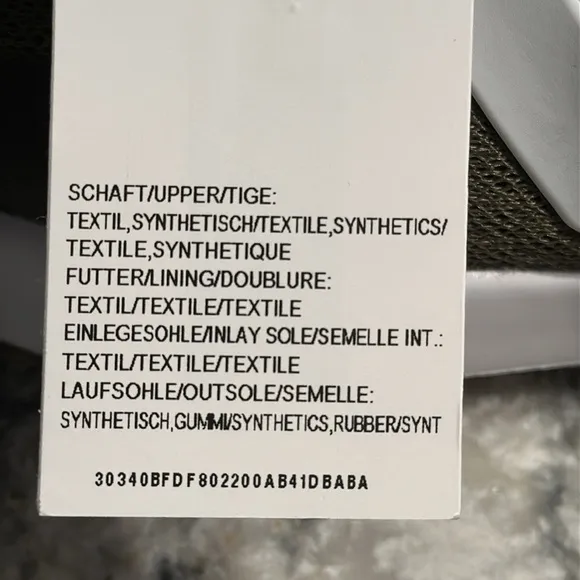 SCHAFT/UPPER/TIGE:
TEXTIL,SYNTHETISCH/TEXTILE,SYNTHETICS/
TEXTILE,SYNTHETIQUE
FUTTER/LINING/DOUBLURE:
TEXTIL/TEXTILE/TEXTILE
EINLEGESOHLE/INLAY SOLE/SEMELLE INT.:
TEXTIL/TEXTILE/TEXTILE
LAUFSOHLE/OUTSOLE/SEMELLE:
SYNTHETISCH,GUMMI/SYNTHETICS,RUBBER/SYNT
30340BFDF802200AB41DBABA